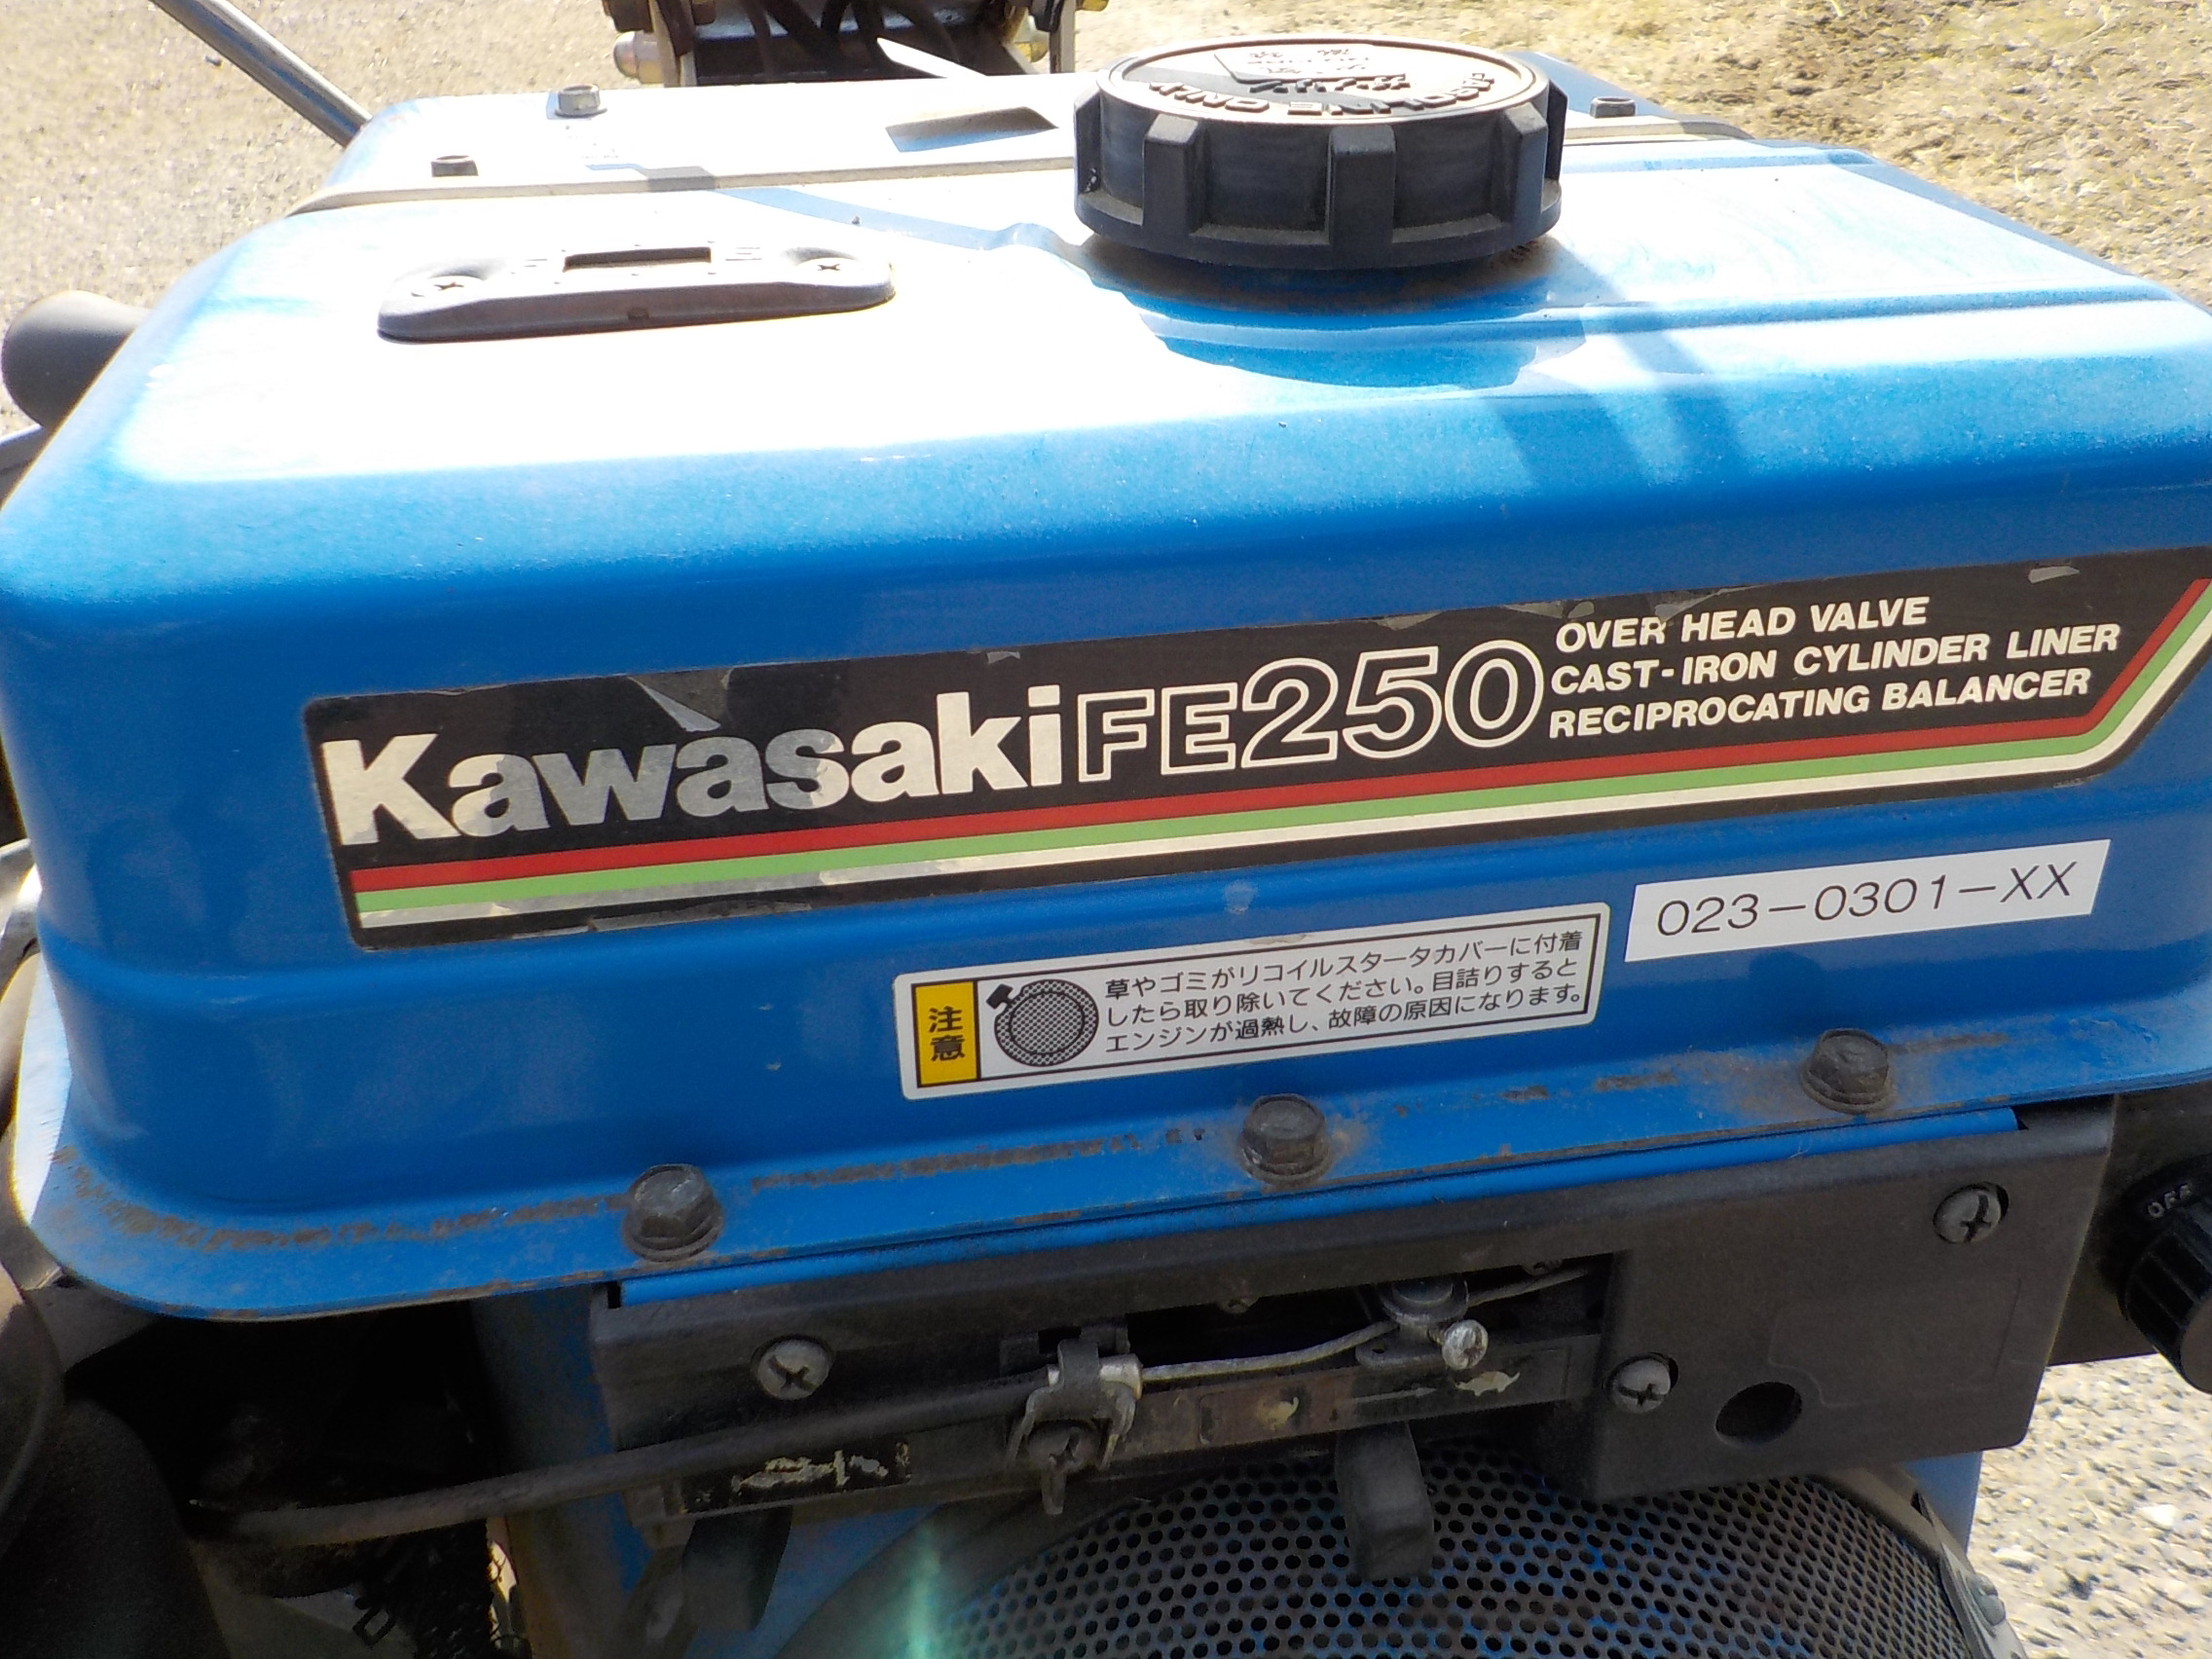 GASOLINE ONLY
Kawasaki FE250
OVER HEAD VALVE
CAST-IRON CYLINDER LINER
RECIPROCATING BALANCER
023-0301-XX
注意
草やゴミがリコイルスタータカバーに付着
したら取り除いてください。目詰りすると
エンジンが過熱し、故障の原因になります。
OFF